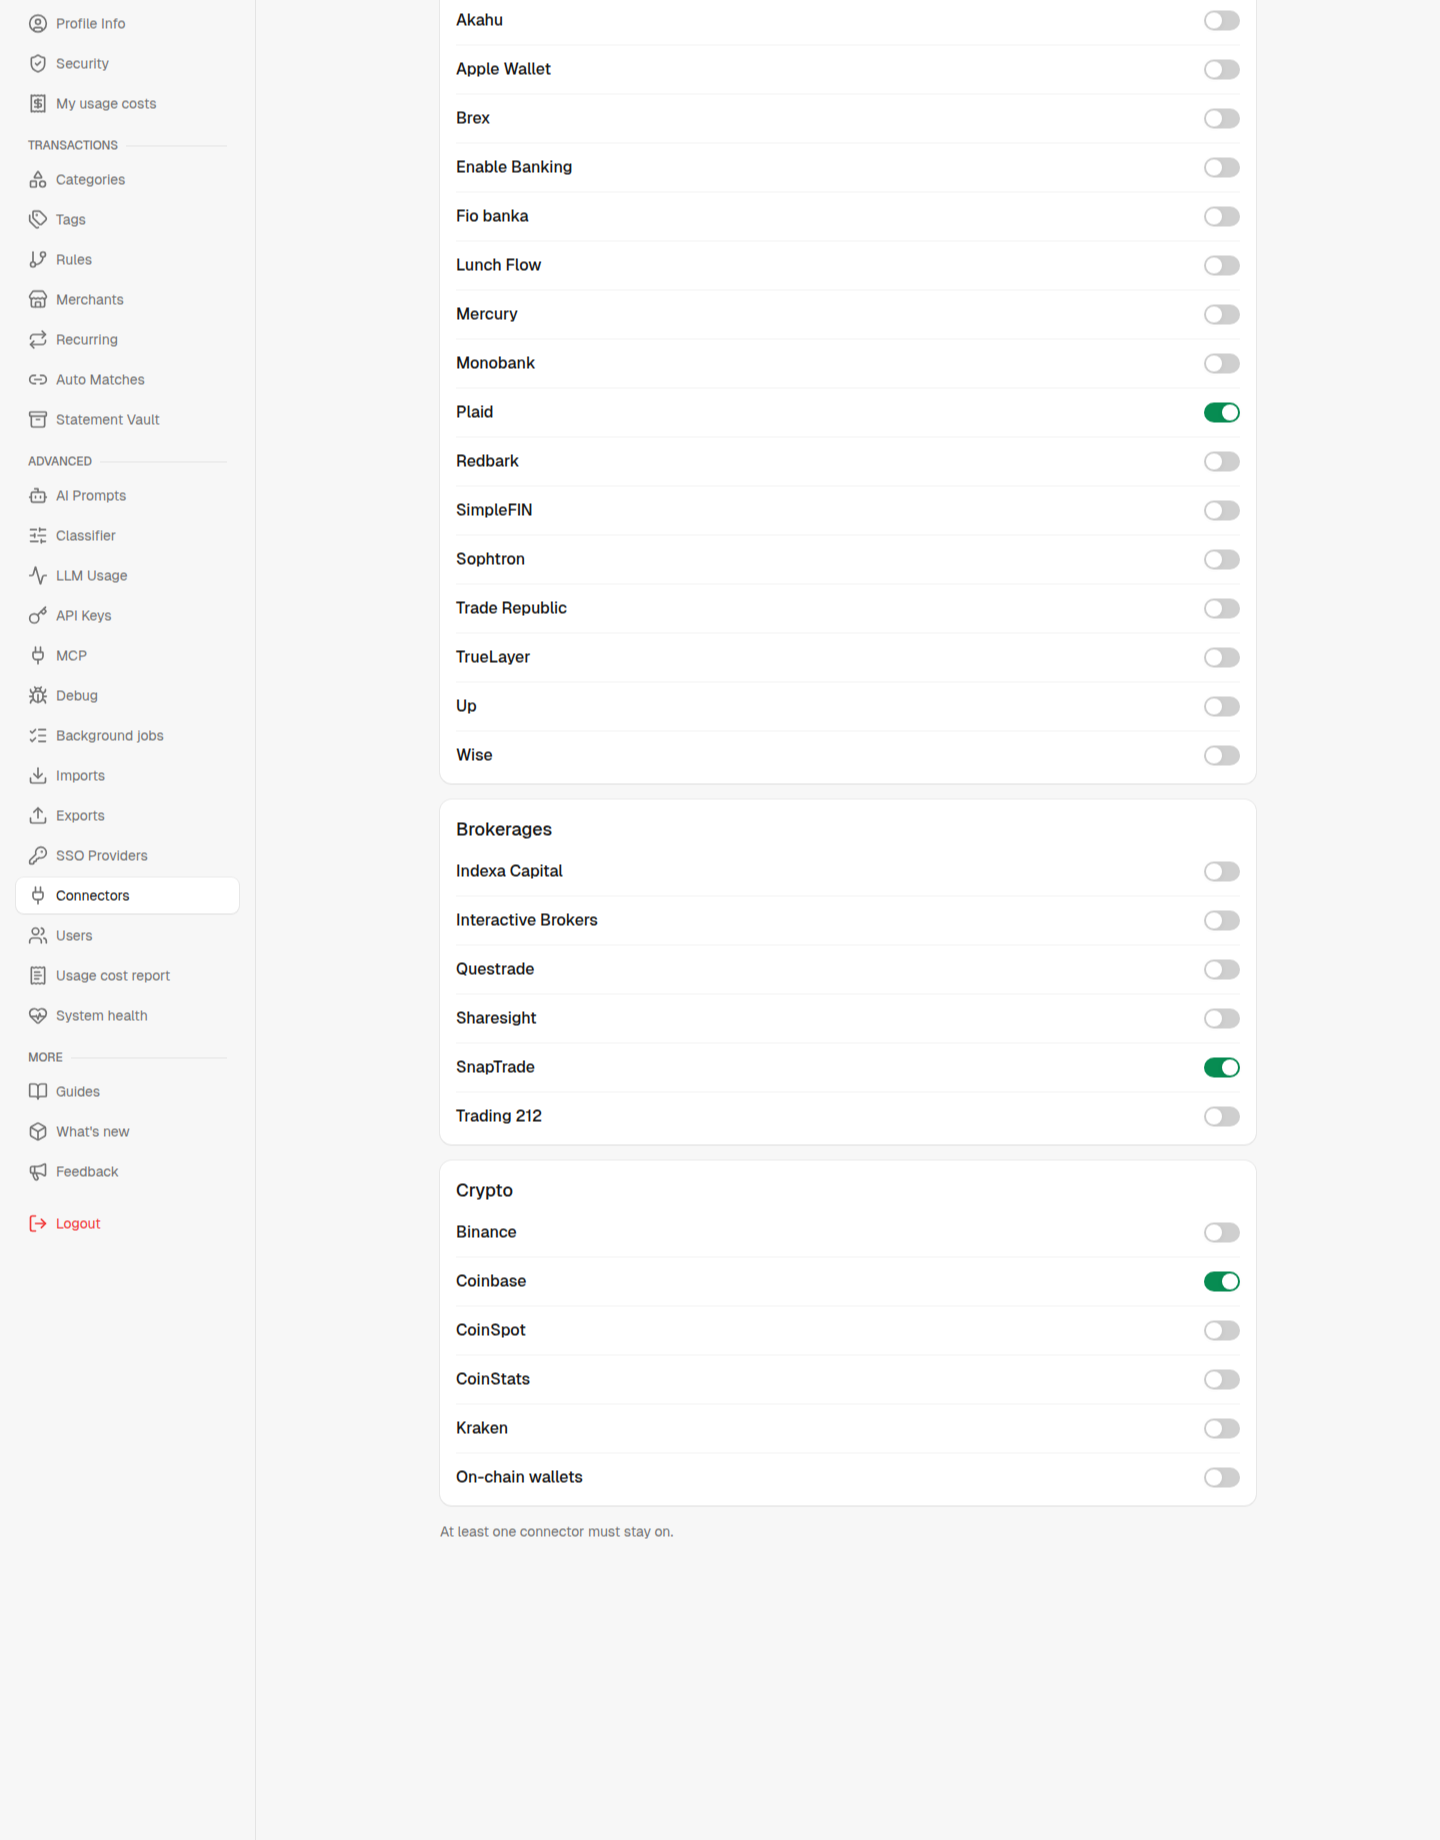 Profile Info
Security
My usage costs
TRANSACTIONS
Categories
Tags
Rules
Merchants
Recurring
Auto Matches
Statement Vault
ADVANCED
AI Prompts
Classifier
LLM Usage
API Keys
MCP
Debug
Background jobs
Imports
Exports
SSO Providers
Connectors
Users
Usage cost report
System health
MORE
Guides
What's new
Feedback
Logout
Akahu
Apple Wallet
Brex
Enable Banking
Fio banka
Lunch Flow
Mercury
Monobank
Plaid
Redbark
SimpleFIN
Sophtron
Trade Republic
TrueLayer
Up
Wise
Brokerages
Indexa Capital
Interactive Brokers
Questrade
Sharesight
SnapTrade
Trading 212
Crypto
Binance
Coinbase
CoinSpot
CoinStats
Kraken
On-chain wallets
At least one connector must stay on.